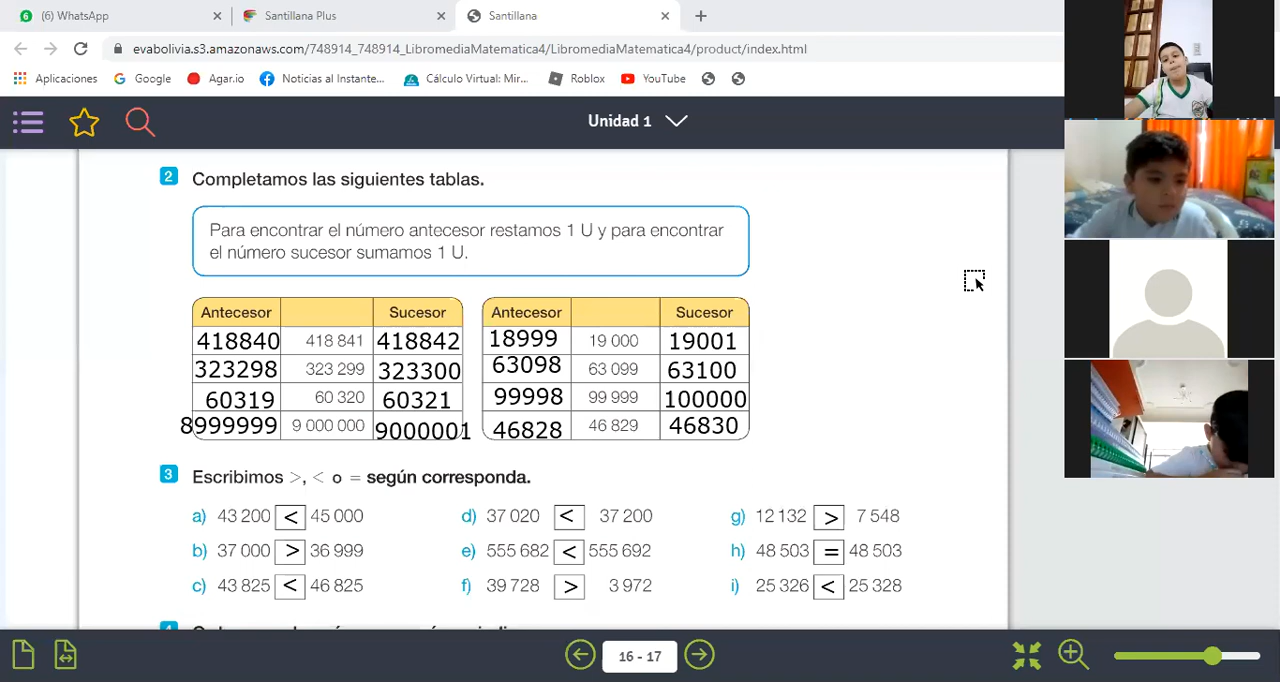 (6) WhatsApp
Santillana Plus
Santillana
evabolivia.s3.amazonaws.com/748914_748914_LibromediaMatematica4/LibromediaMatematica4/product/index.html
Aplicaciones Google Agar.io Noticias al Instante... Cálculo Virtual: Mir... Roblox YouTube
Unidad 1
2 Completamos las siguientes tablas.
Para encontrar el número antecesor restamos 1 U y para encontrar
el número sucesor sumamos 1 U.
Antecesor Sucesor
418840 418 841 418842
323298 323 299 323300
60319 60 320 60321
8999999 9 000 000 9000001
Antecesor Sucesor
18999 19 000 19001
63098 63 099 63100
99998 99 999 100000
46828 46 829 46830
3 Escribimos >, < o = según corresponda.
a) 43 200 < 45 000
b) 37 000 > 36 999
c) 43 825 < 46 825
d) 37 020 < 37 200
e) 555 682 < 555 692
f) 39 728 > 3 972
g) 12 132 > 7 548
h) 48 503 = 48 503
i) 25 326 < 25 328
16 - 17